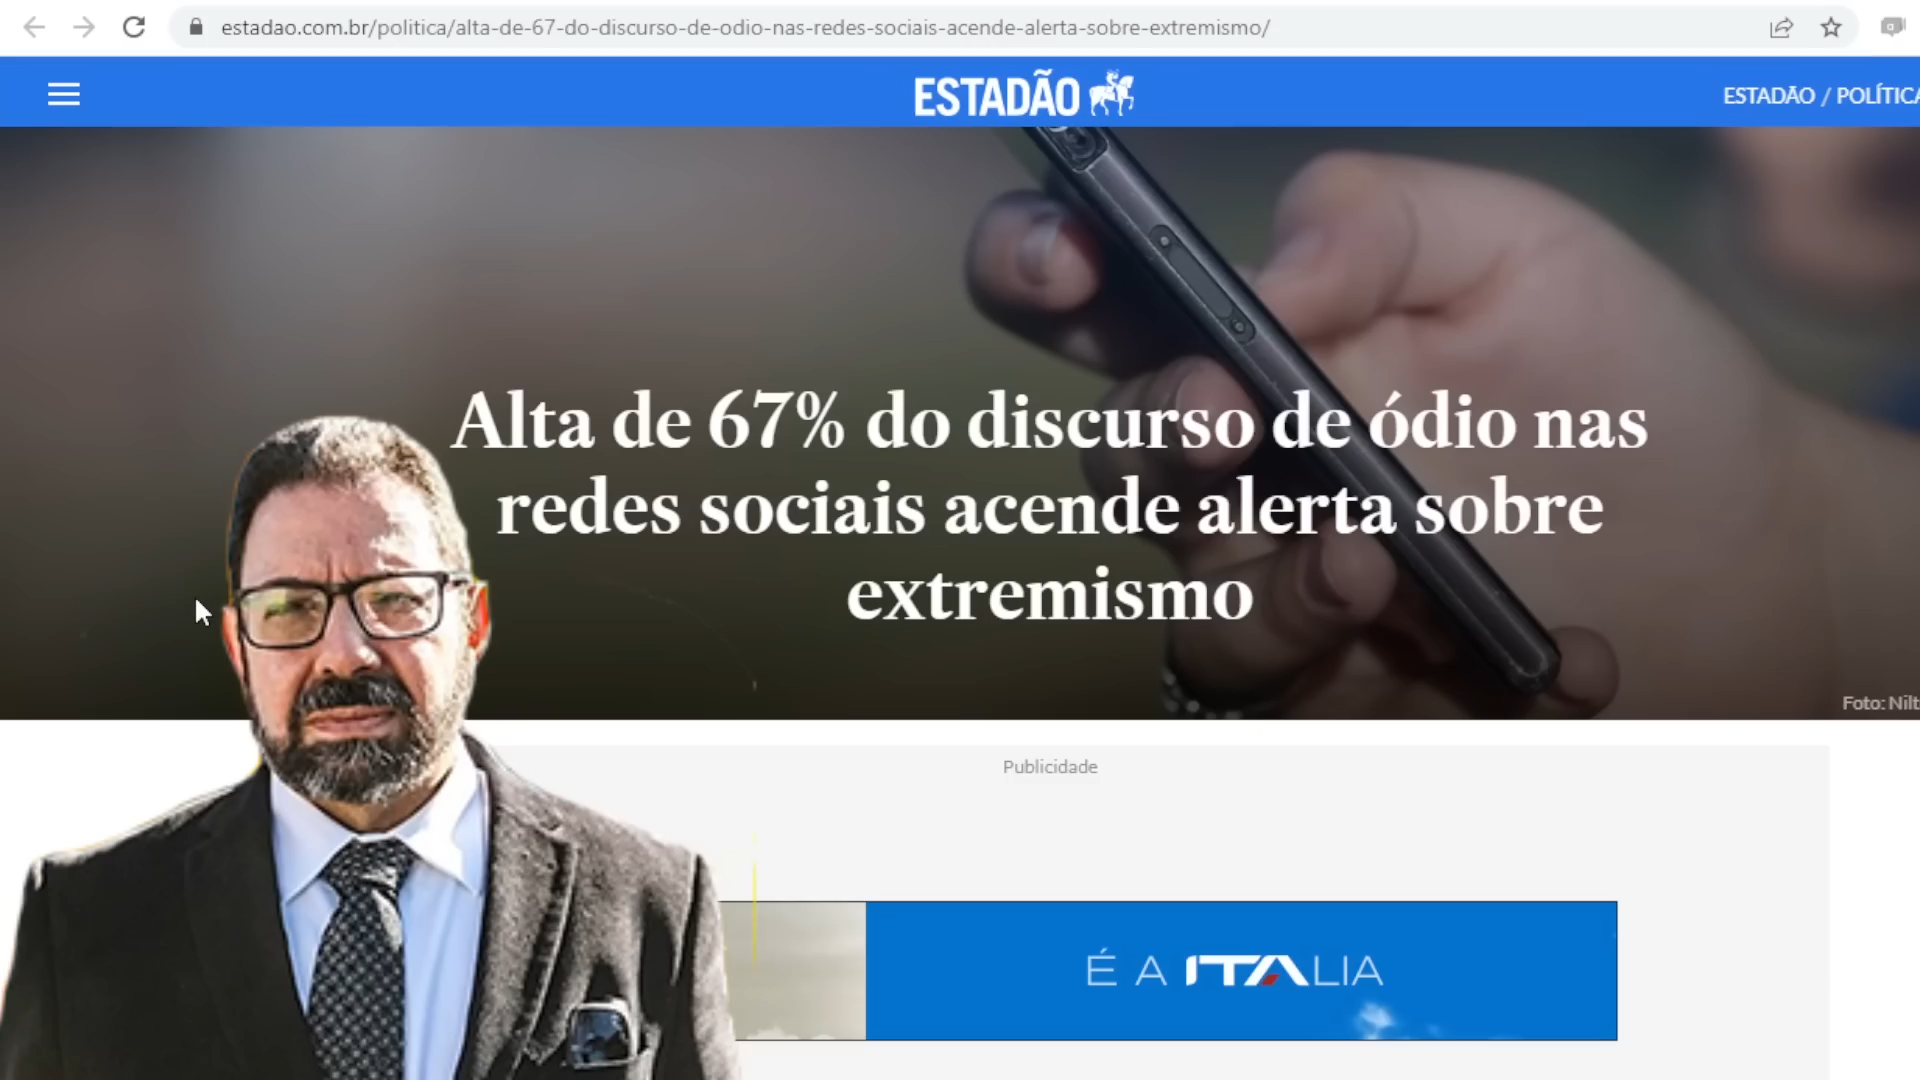 estadao.com.br/politica/alta-de-67-do-discurso-de-odio-nas-redes-sociais-acende-alerta-sobre-extremismo/
ESTADÃO
ESTADÃO / POLÍTICA
Alta de 67% do discurso de ódio nas
redes sociais acende alerta sobre
extremismo
Foto: Nilt
Publicidade
É A ITALIA